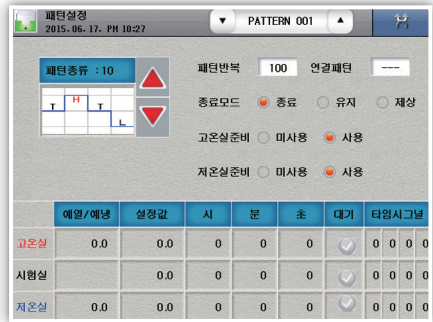 패턴설정
2015. 06. 17. PM 10:27
▼ PATTERN 001 ▲
패턴종류 : 10
T H T L
패턴반복 100 연결패턴 ---
종료모드 종료 유지 제상
고온실준비 미사용 사용
저온실준비 미사용 사용
예열/예냉 설정값 시 분 초 대기 타임시그널
고온실 0.0 0.0 0 0 0 0 0 0 0
시험실 0.0 0 0 0 0 0 0 0
저온실 0.0 0.0 0 0 0 0 0 0 0